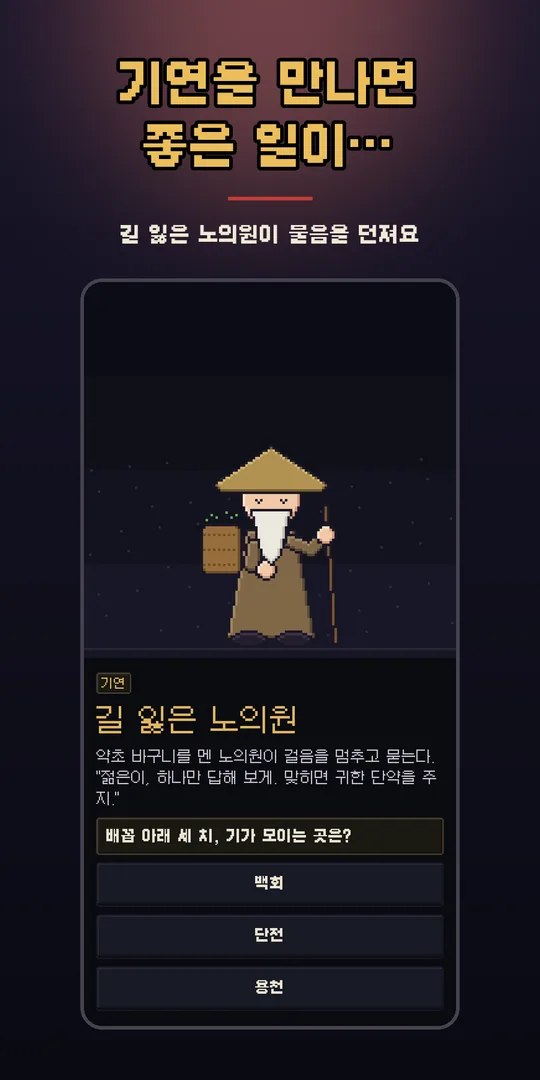 기연을 만나면
좋은 일이…
길 잃은 노의원이 물음을 던져요
기연
길 잃은 노의원
약초 바구니를 멘 노의원이 걸음을 멈추고 묻는다.
"젊은이, 하나만 답해 보게. 맞히면 귀한 단약을 주
지."
배꼽 아래 세 치, 기가 모이는 곳은?
백회
단전
용천